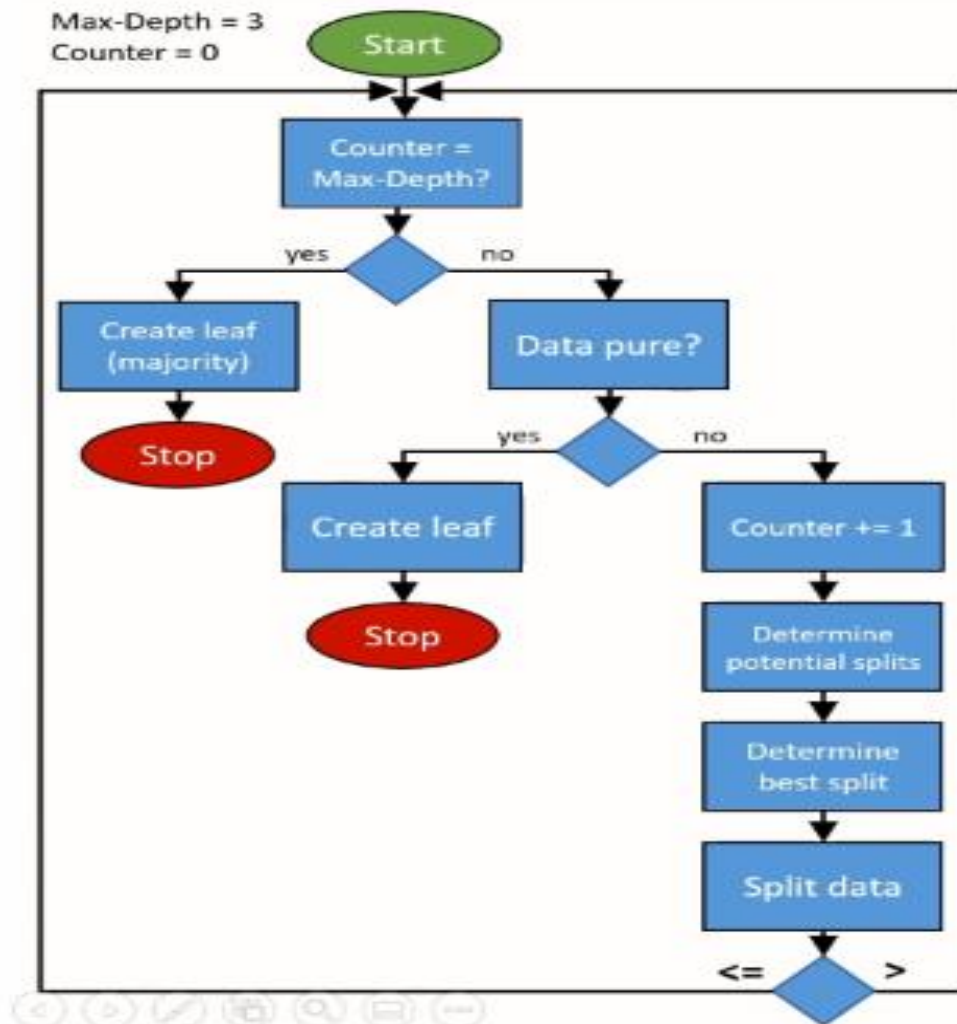 Max-Depth = 3
Counter = 0
Start
Counter =
Max-Depth?
yes
no
Create leaf
(majority)
Data pure?
Stop
yes
no
Create leaf
Counter += 1
Stop
Determine
potential splits
Determine
best split
Split data
<=
>